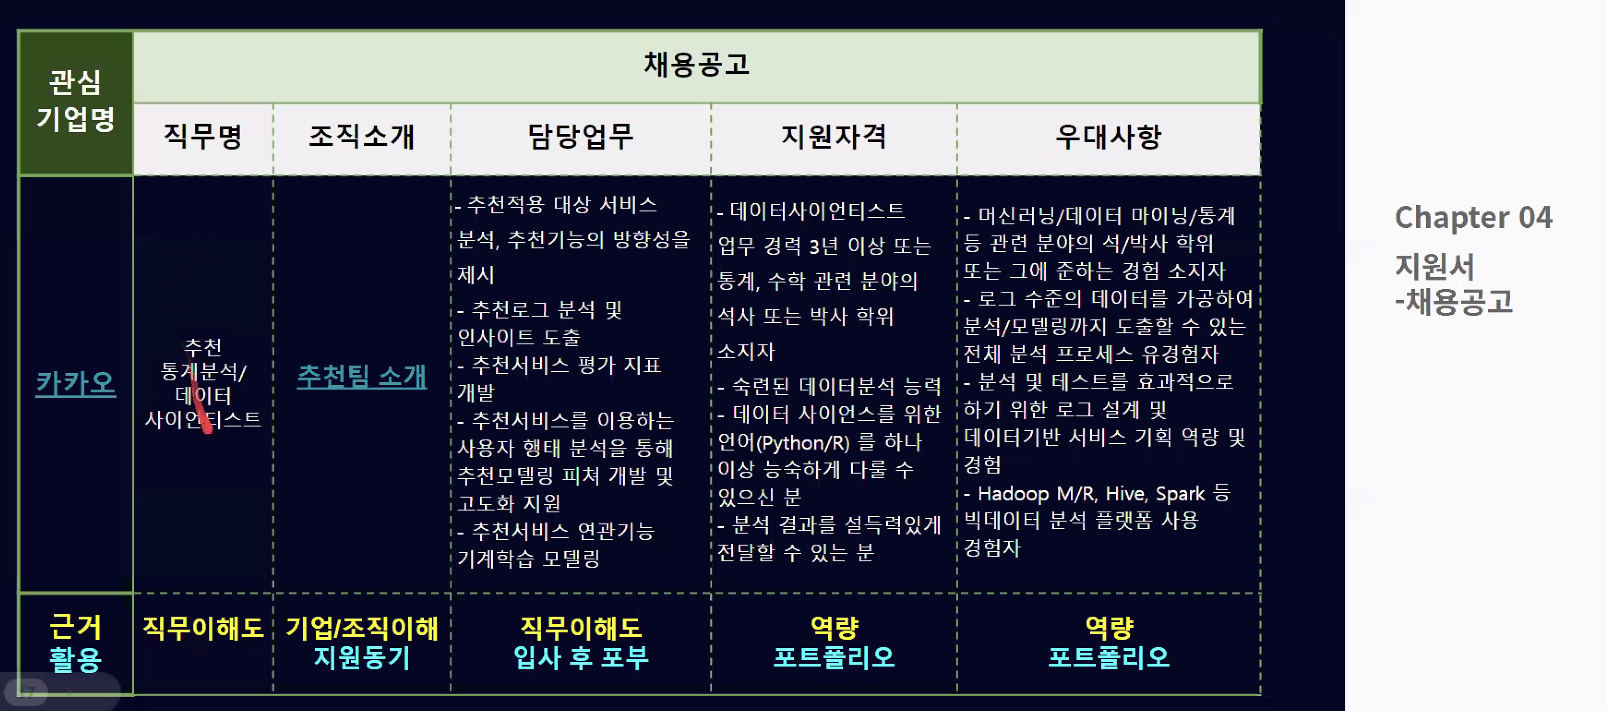 관심
기업명
채용공고
직무명
조직소개
담당업무
지원자격
우대사항
카카오
추천
통계분석/
데이터
사이언티스트
추천팀 소개
- 추천적용 대상 서비스
분석, 추천기능의 방향성을
제시
- 추천로그 분석 및
인사이트 도출
- 추천서비스 평가 지표
개발
- 추천서비스를 이용하는
사용자 행태 분석을 통해
추천모델링 피쳐 개발 및
고도화 지원
- 추천서비스 연관기능
기계학습 모델링
- 데이터사이언티스트
업무 경력 3년 이상 또는
통계, 수학 관련 분야의
석사 또는 박사 학위
소지자
- 숙련된 데이터분석 능력
- 데이터 사이언스를 위한
언어(Python/R) 를 하나
이상 능숙하게 다룰 수
있으신 분
- 분석 결과를 설득력있게
전달할 수 있는 분
- 머신러닝/데이터 마이닝/통계
등 관련 분야의 석/박사 학위
또는 그에 준하는 경험 소지자
- 로그 수준의 데이터를 가공하여
분석/모델링까지 도출할 수 있는
전체 분석 프로세스 유경험자
- 분석 및 테스트를 효과적으로
하기 위한 로그 설계 및
데이터기반 서비스 기획 역량 및
경험
- Hadoop M/R, Hive, Spark 등
빅데이터 분석 플랫폼 사용
경험자
근거
활용
직무이해도
기업/조직이해
지원동기
직무이해도
입사 후 포부
역량
포트폴리오
역량
포트폴리오
17
Chapter 04
지원서
-채용공고